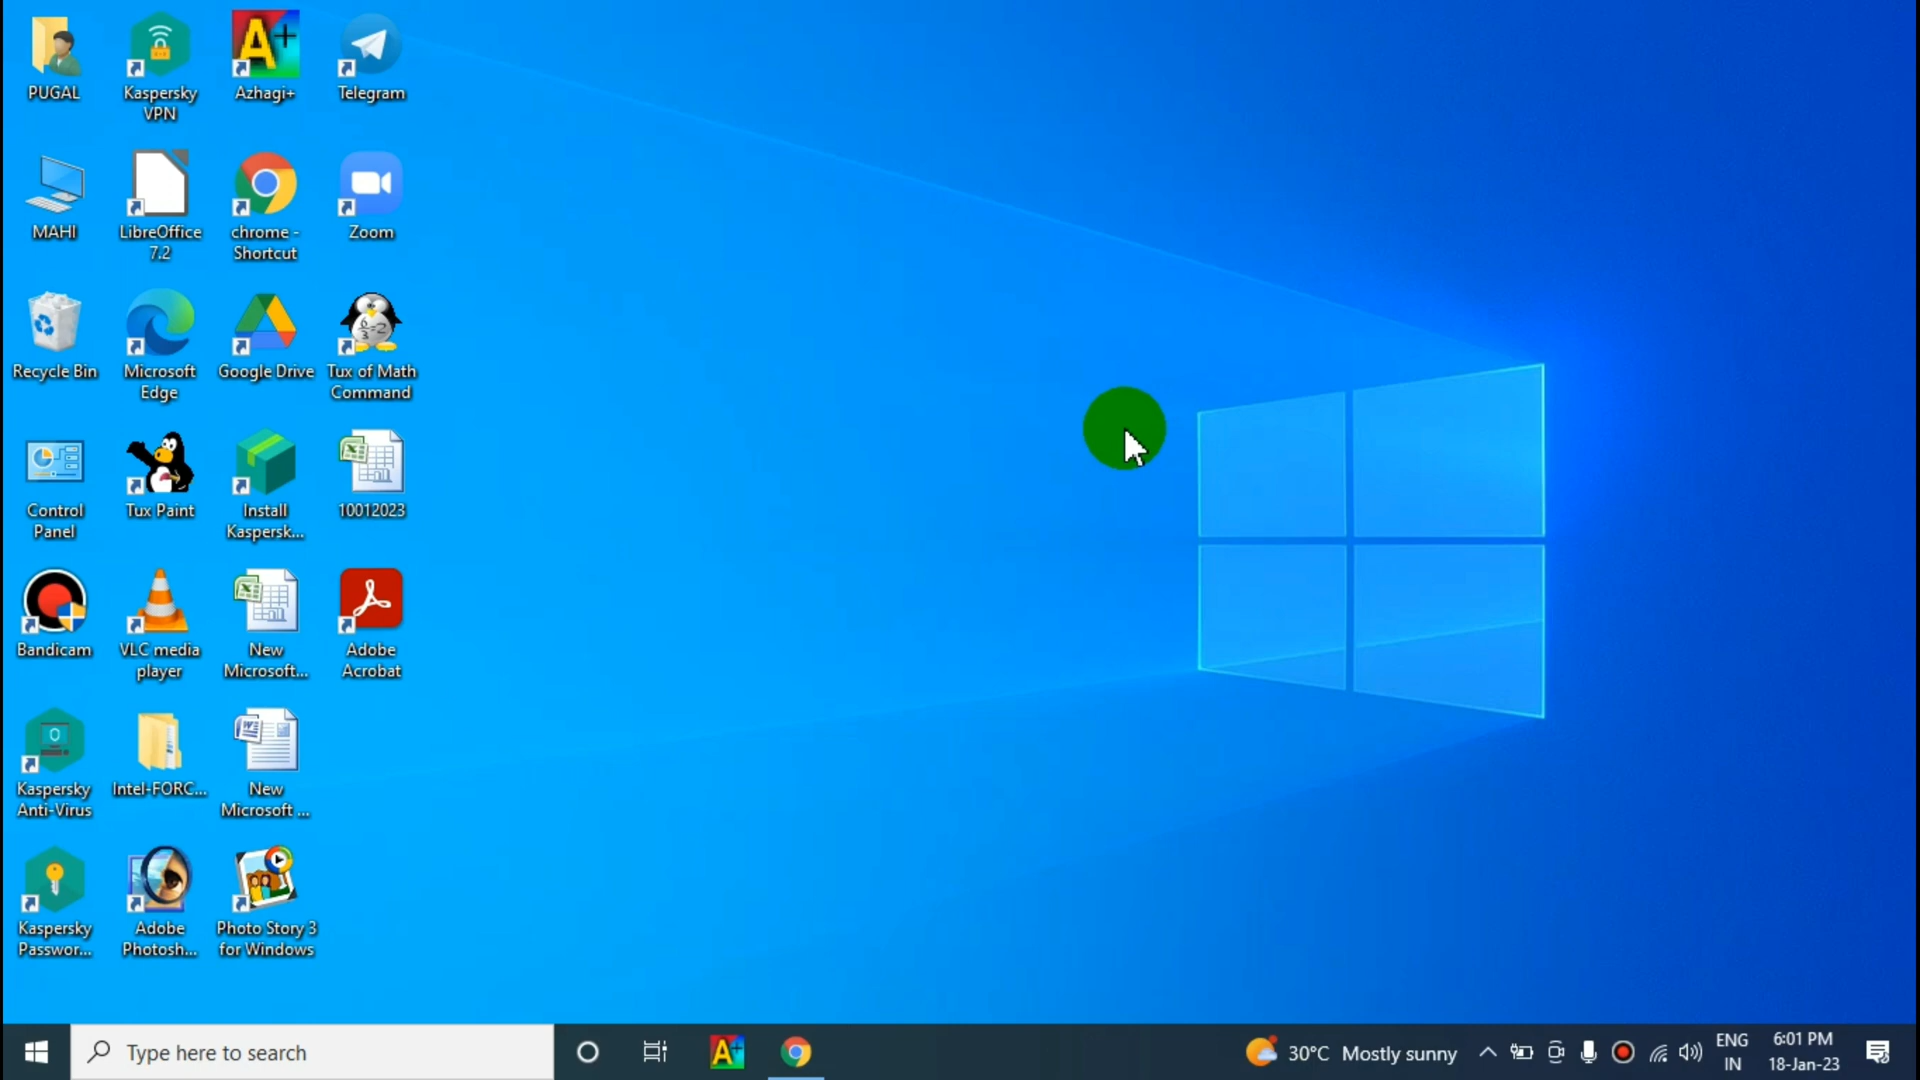 PUGAL
Kaspersky
VPN
Azhagi+
Telegram
MAHI
LibreOffice
7.2
chrome -
Shortcut
Zoom
Recycle Bin
Microsoft
Edge
Google Drive
Tux of Math
Command
Control
Panel
Tux Paint
Install
Kaspersk...
10012023
Bandicam
VLC media
player
New
Microsoft...
Adobe
Acrobat
Kaspersky
Anti-Virus
Intel-FORC...
New
Microsoft ...
Kaspersky
Passwor...
Adobe
Photosh...
Photo Story 3
for Windows
Type here to search
30°C Mostly sunny
ENG
IN
6:01 PM
18-Jan-23